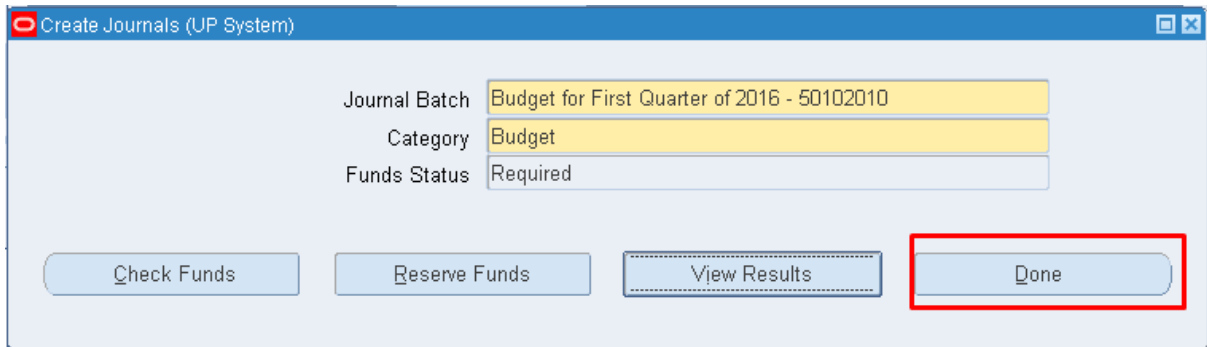 Create Journals (UP System)
Journal Batch Budget for First Quarter of 2016 - 50102010
Category Budget
Funds Status Required
Check Funds Reserve Funds View Results Done